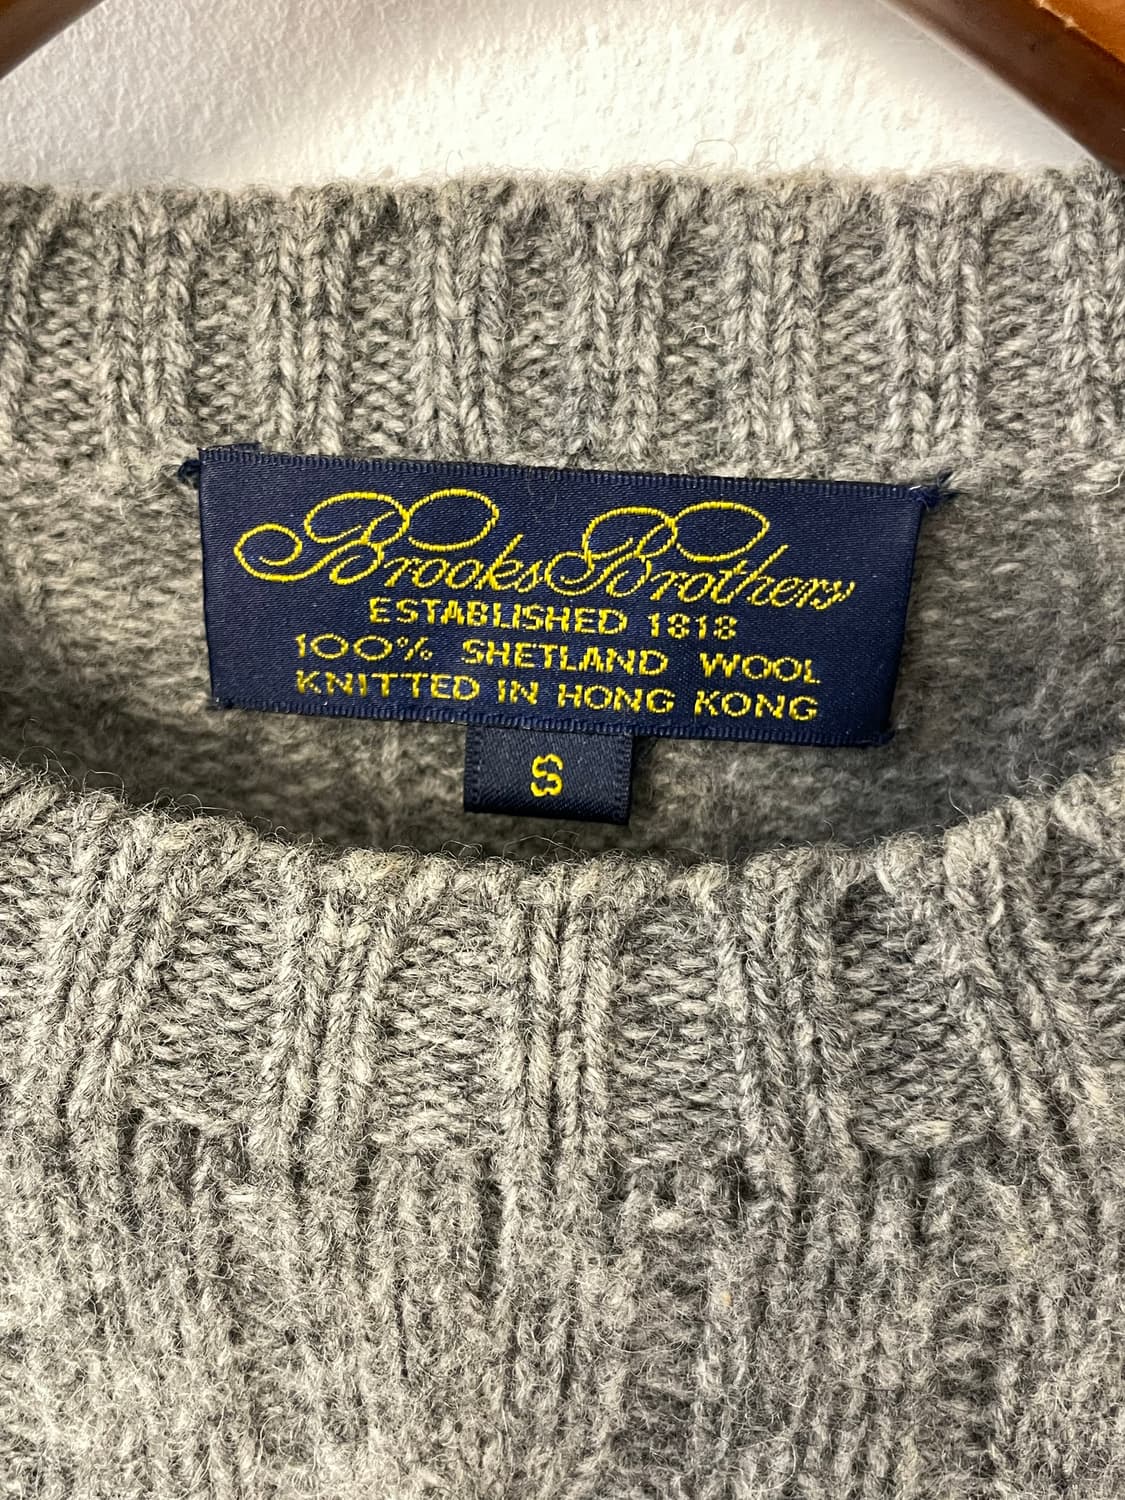 Brooks Brothers
ESTABLISHED 1818
100% SHETLAND WOOL
KNITTED IN HONG KONG
S